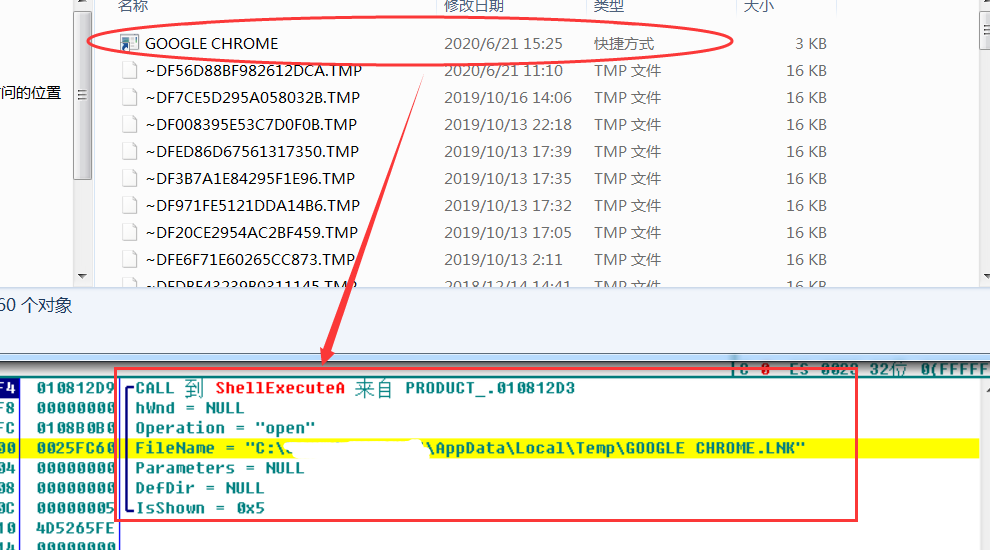 名称 修改日期 类型 大小
GOOGLE CHROME 2020/6/21 15:25 快捷方式 3 KB
~DF56D88BF982612DCA.TMP 2020/6/21 11:10 TMP 文件 16 KB
问的位置 ~DF7CE5D295A058032B.TMP 2019/10/16 14:06 TMP 文件 16 KB
~DF008395E53C7D0F0B.TMP 2019/10/13 22:18 TMP 文件 16 KB
~DFED86D67561317350.TMP 2019/10/13 17:39 TMP 文件 16 KB
~DF3B7A1E84295F1E96.TMP 2019/10/13 17:35 TMP 文件 16 KB
~DF971FE5121DDA14B6.TMP 2019/10/13 17:32 TMP 文件 16 KB
~DF20CE2954AC2BF459.TMP 2019/10/13 17:05 TMP 文件 16 KB
~DFE6F71E60265CC873.TMP 2019/10/13 2:11 TMP 文件 16 KB
~DFDBF43239B0311145.TMP 2018/12/14 14:41 TMP 文件 16 KB
60 个对象
C 0 ES 0023 32位 0(FFFFF
F4 010812D9 CALL 到 ShellExecuteA 来自 PRODUCT_.010812D3
F8 00000000 hWnd = NULL
FC 0108B0B0 Operation = "open"
00 0025FC60 FileName = "C:\ \AppData\Local\Temp\GOOGLE CHROME.LNK"
04 00000000 Parameters = NULL
08 00000000 DefDir = NULL
0C 00000005 IsShown = 0x5
10 4D5265FE
14 00000000